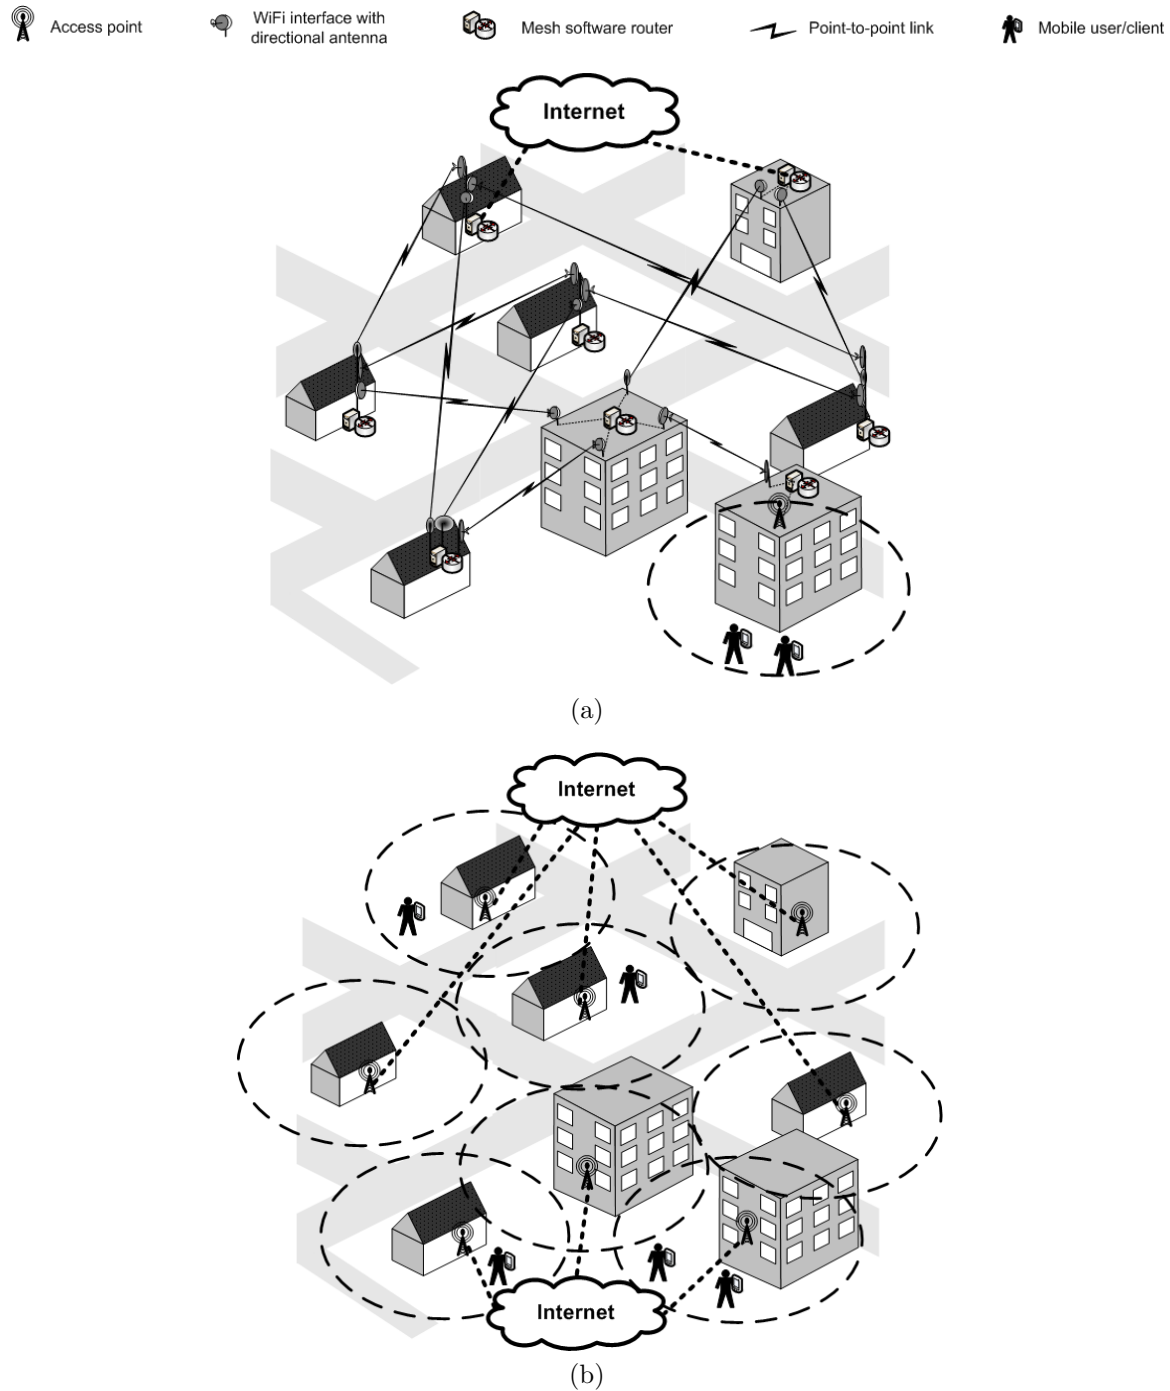 Access point
WiFi interface with
directional antenna
Mesh software router
Point-to-point link
Mobile user/client
Internet
(a)
Internet
Internet
(b)